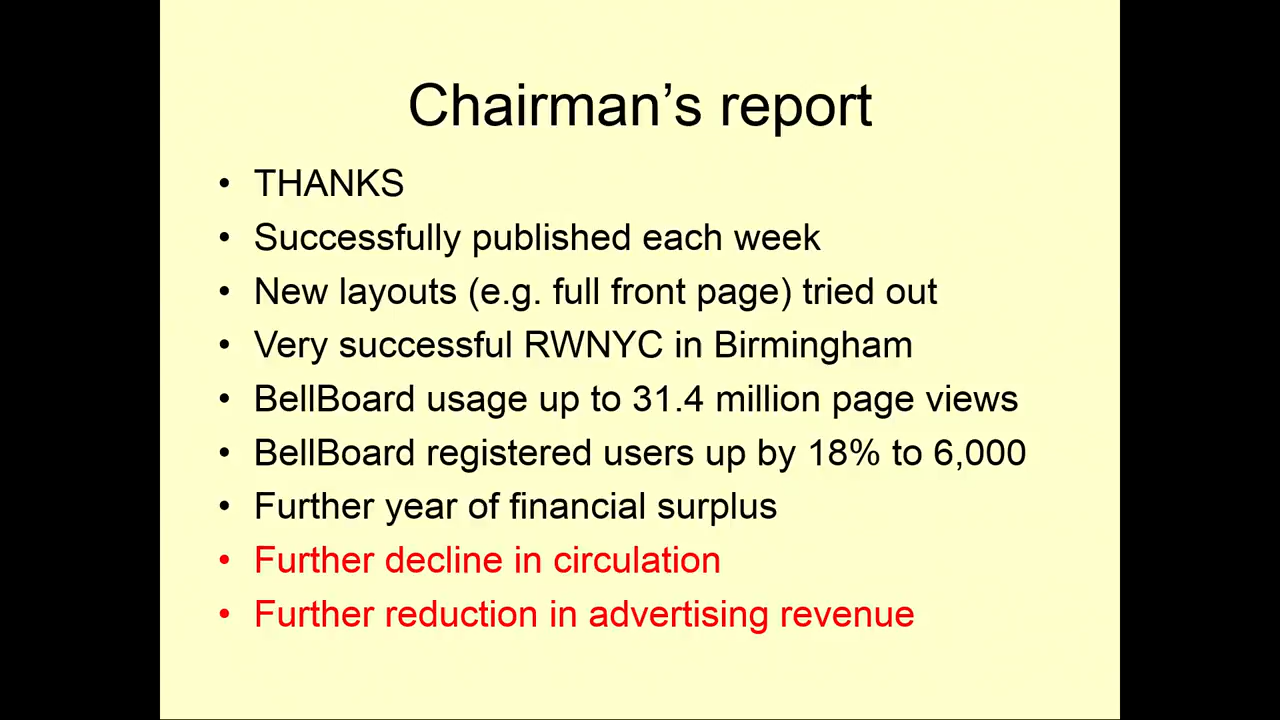 Chairman’s report
• THANKS
• Successfully published each week
• New layouts (e.g. full front page) tried out
• Very successful RWNYC in Birmingham
• BellBoard usage up to 31.4 million page views
• BellBoard registered users up by 18% to 6,000
• Further year of financial surplus
• Further decline in circulation
• Further reduction in advertising revenue